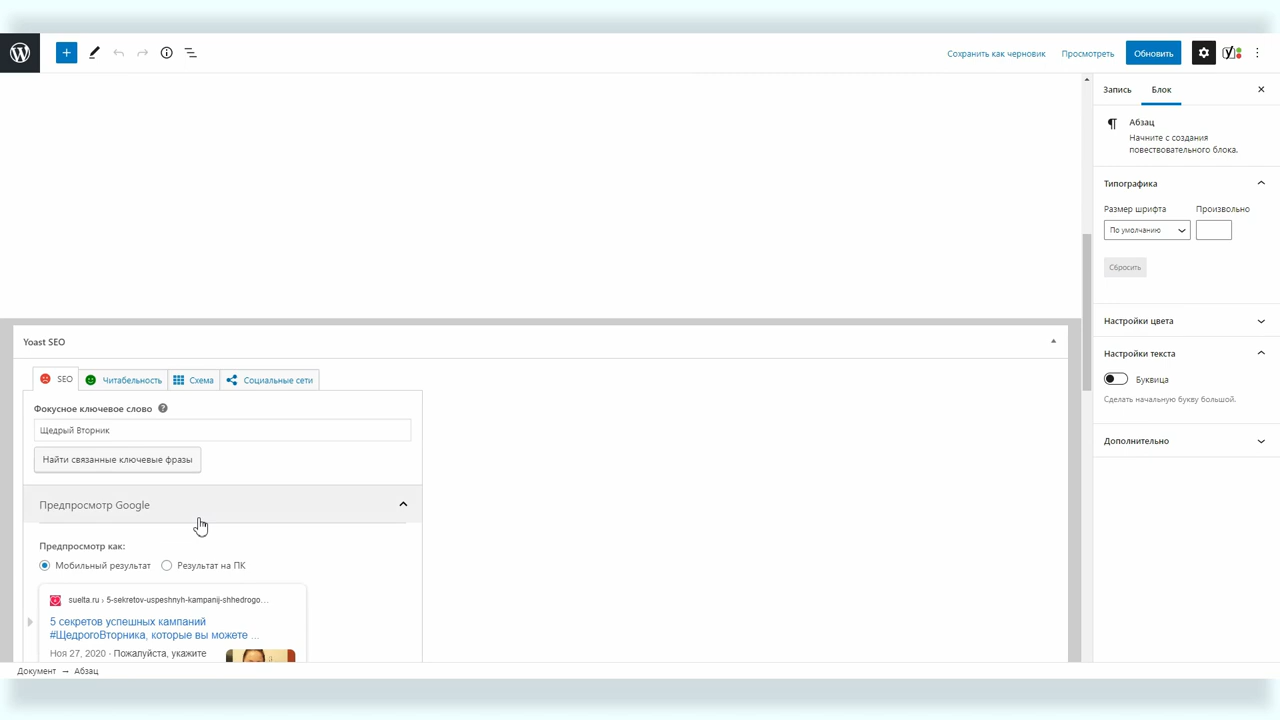 Сохранить как черновик
Просмотреть
Обновить
Запись
Блок
Абзац
Начните с создания
повествовательного блока.
Типографика
Размер шрифта
Произвольно
По умолчанию
Сбросить
Настройки цвета
Настройки текста
Буквица
Сделать начальную букву большой.
Дополнительно
Yoast SEO
SEO
Читабельность
Схема
Социальные сети
Фокусное ключевое слово
Щедрый Вторник
Найти связанные ключевые фразы
Предпросмотр Google
Предпросмотр как:
Мобильный результат
Результат на ПК
suelta.ru › 5-sekretov-uspeshnyh-kampanij-shhedrogo…
5 секретов успешных кампаний
#ЩедрогоВторника, которые вы можете ...
Ноя 27, 2020 · Пожалуйста, укажите
Документ → Абзац